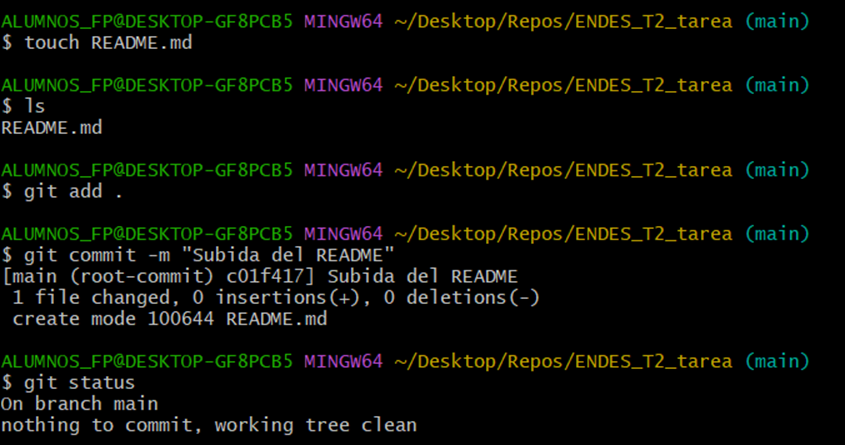 ALUMNOS_FP@DESKTOP-GF8PCB5 MINGW64 ~/Desktop/Repos/ENDES_T2_tarea (main)
$ touch README.md
ALUMNOS_FP@DESKTOP-GF8PCB5 MINGW64 ~/Desktop/Repos/ENDES_T2_tarea (main)
$ ls
README.md
ALUMNOS_FP@DESKTOP-GF8PCB5 MINGW64 ~/Desktop/Repos/ENDES_T2_tarea (main)
$ git add .
ALUMNOS_FP@DESKTOP-GF8PCB5 MINGW64 ~/Desktop/Repos/ENDES_T2_tarea (main)
$ git commit -m "Subida del README"
[main (root-commit) c01f417] Subida del README
 1 file changed, 0 insertions(+), 0 deletions(-)
 create mode 100644 README.md
ALUMNOS_FP@DESKTOP-GF8PCB5 MINGW64 ~/Desktop/Repos/ENDES_T2_tarea (main)
$ git status
On branch main
nothing to commit, working tree clean